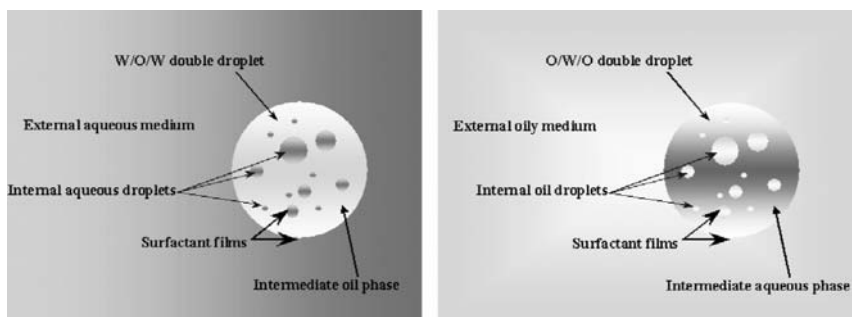 W/O/W double droplet
External aqueous medium
Internal aqueous droplets
Surfactant films
Intermediate oil phase
O/W/O double droplet
External oily medium
Internal oil droplets
Surfactant films
Intermediate aqueous phase